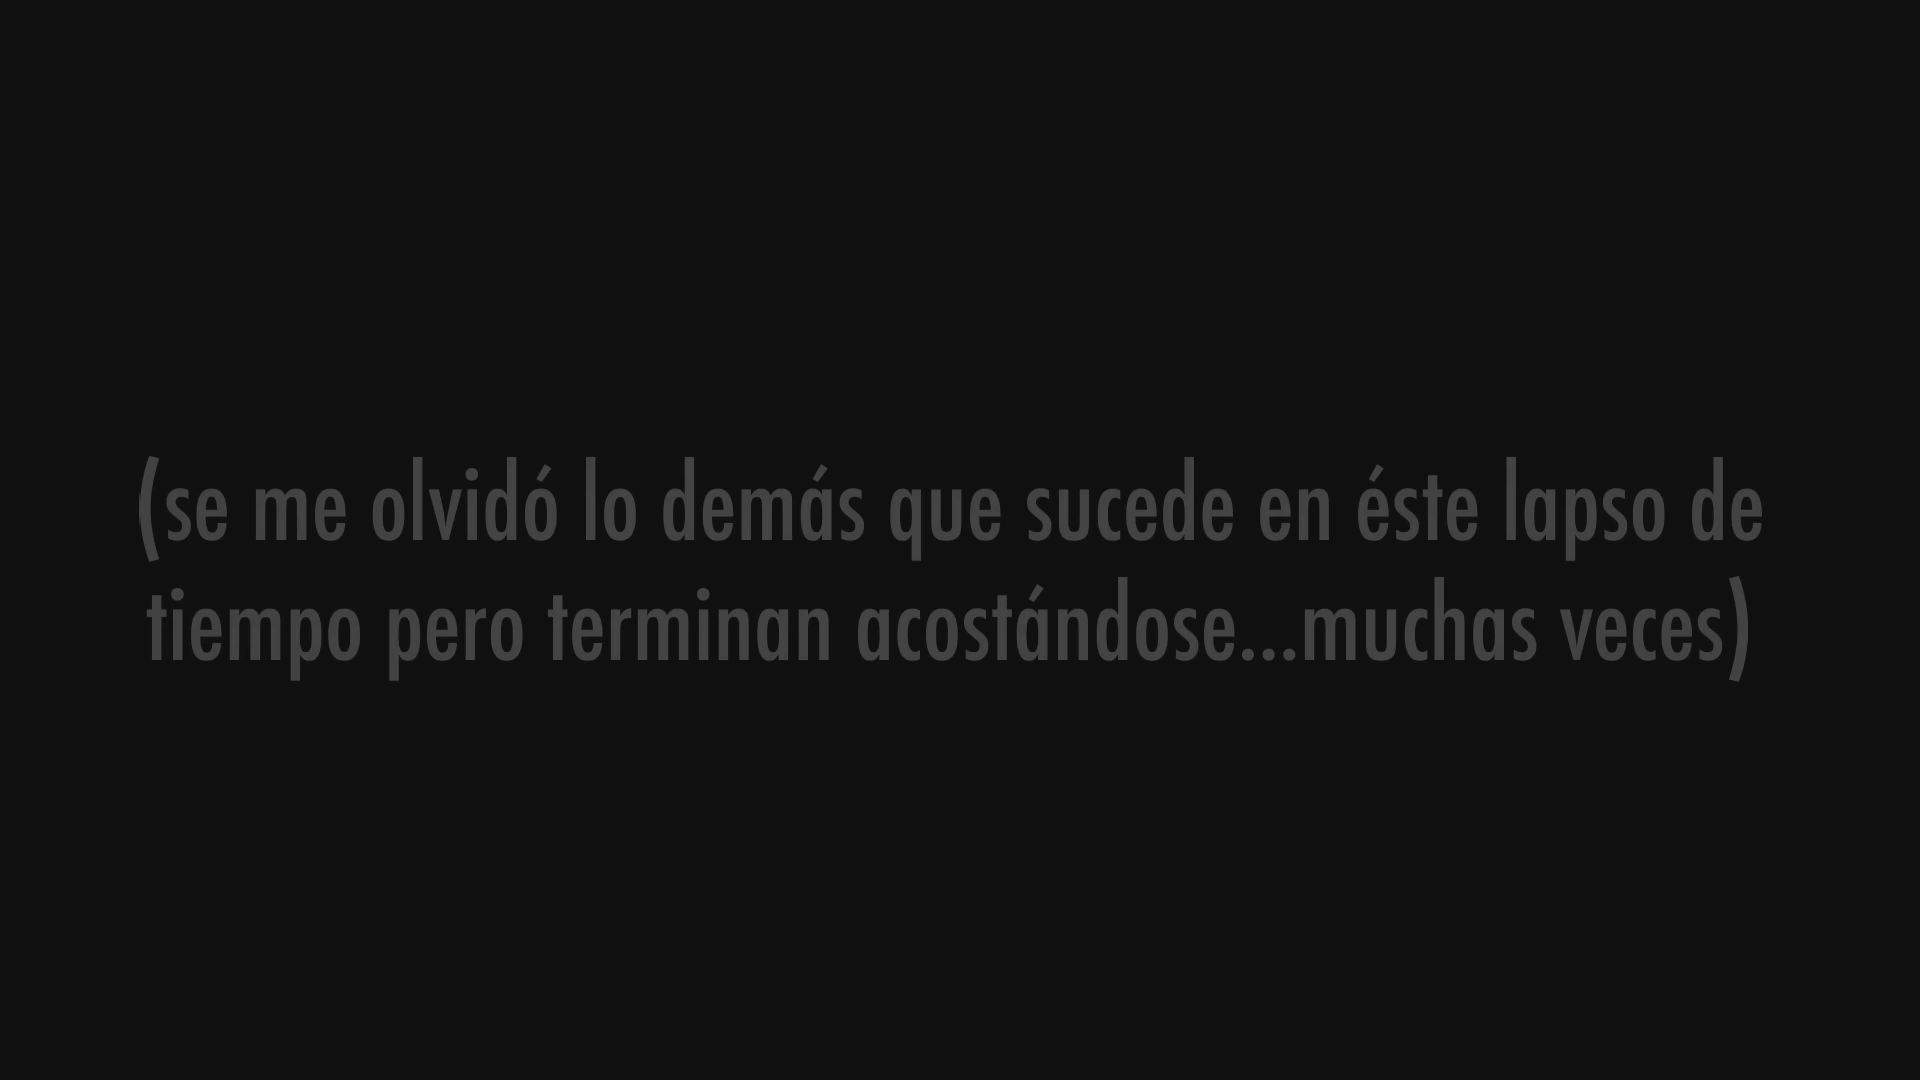 (se me olvidó lo demás que sucede en éste lapso de
tiempo pero terminan acostándose...muchas veces)